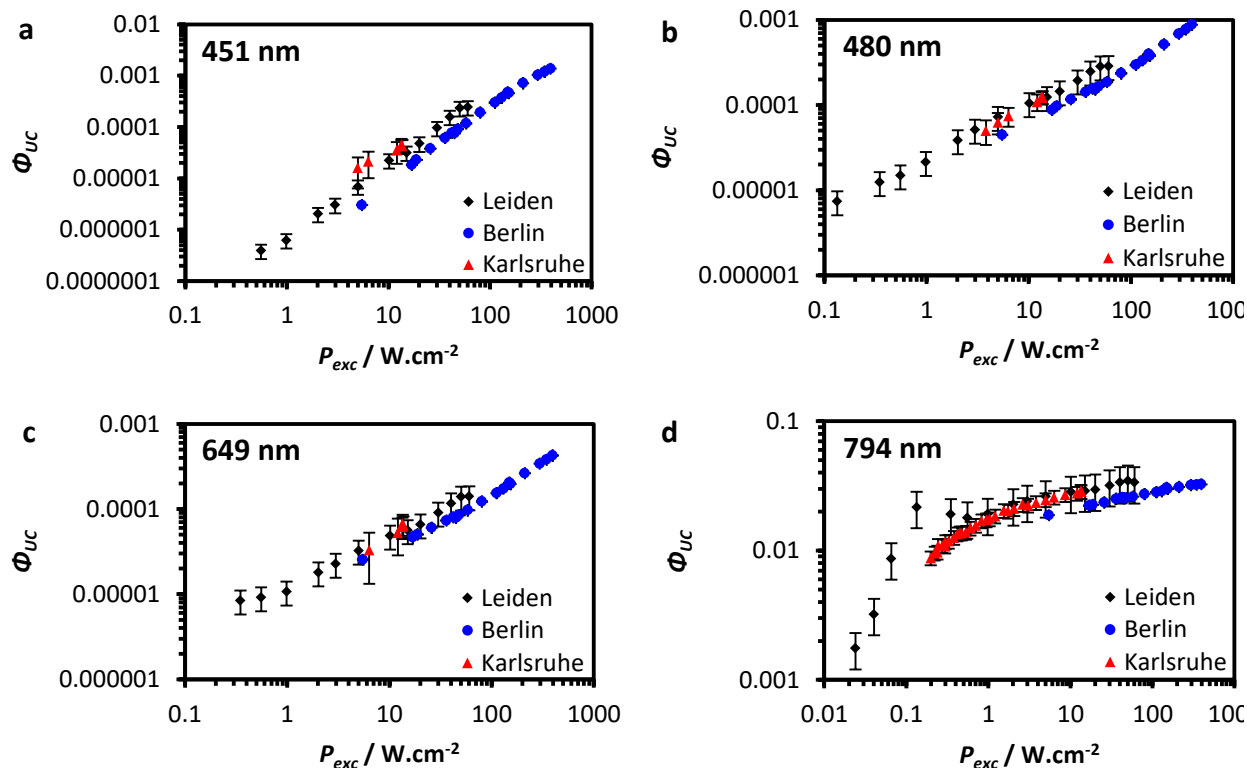 a
451 nm
0.01
0.001
0.0001
0.00001
0.000001
0.0000001
Φ_UC
0.1 1 10 100 1000
P_exc / W.cm-2
Leiden
Berlin
Karlsruhe
b
480 nm
0.001
0.0001
0.00001
0.000001
Φ_UC
0.1 1 10 100 100
P_exc / W.cm-2
Leiden
Berlin
Karlsruhe
c
649 nm
0.001
0.0001
0.00001
0.000001
Φ_UC
0.1 1 10 100 1000
P_exc / W.cm-2
Leiden
Berlin
Karlsruhe
d
794 nm
0.1
0.01
0.001
Φ_UC
0.01 0.1 1 10 100 1000
P_exc / W.cm-2
Leiden
Berlin
Karlsruhe